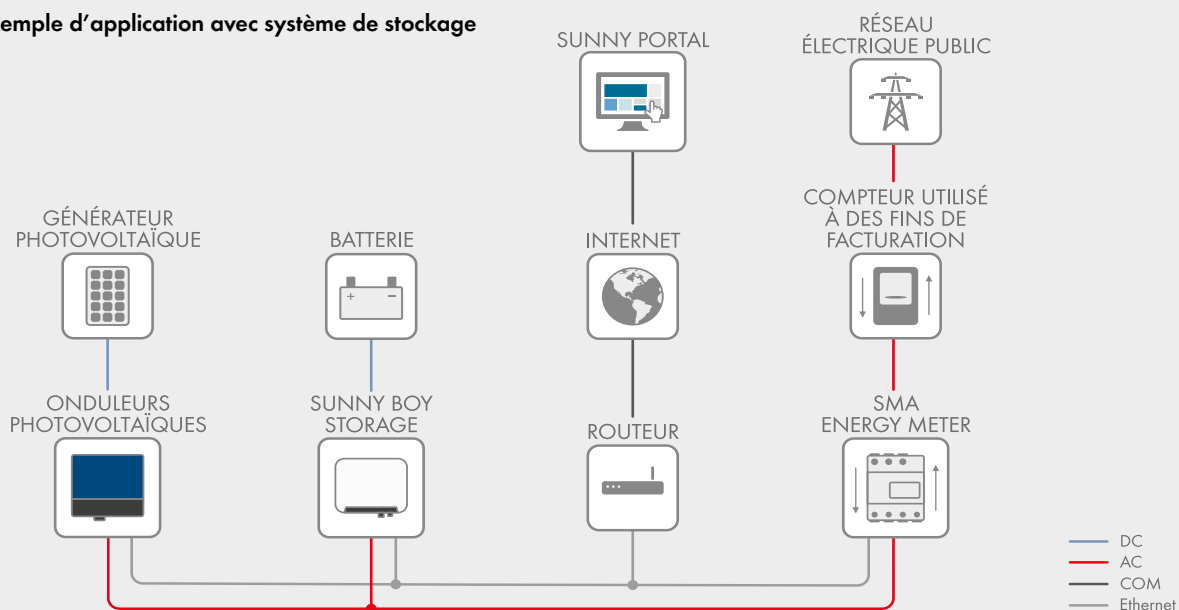 emple d'application avec système de stockage
SUNNY PORTAL
RÉSEAU
ÉLECTRIQUE PUBLIC
GÉNÉRATEUR
PHOTOVOLTAÏQUE
BATTERIE
INTERNET
COMPTEUR UTILISÉ
À DES FINS DE
FACTURATION
+ −
ONDULEURS
PHOTOVOLTAÏQUES
SUNNY BOY
STORAGE
ROUTEUR
SMA
ENERGY METER
DC
AC
COM
Ethernet